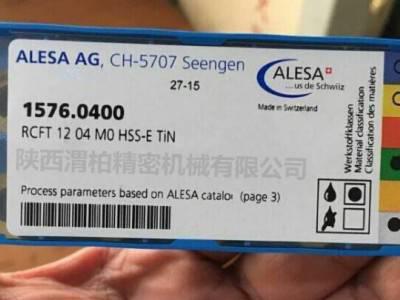 ALESA AG, CH-5707 Seengen
27-15
ALESA
...us de Schwiiz
Made in Switzerland
1576.0400
RCFT 12 04 M0 HSS-E TiN
陕西渭柏精密机械有限公司
Process parameters based on ALESA catalog (page 3)
Werkstoffklassen
Material classification
Classification des matières